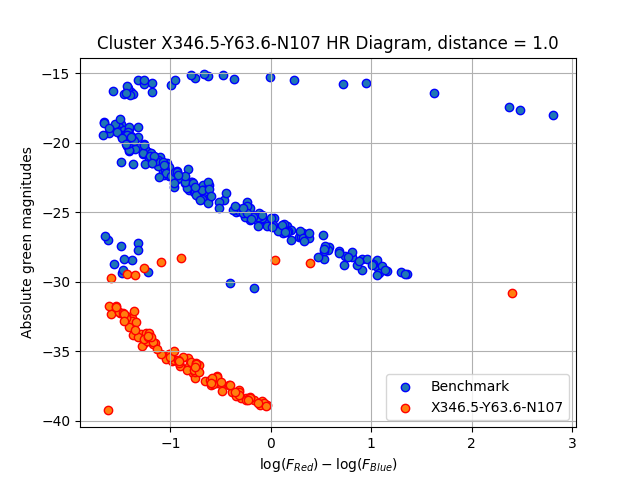 Cluster X346.5-Y63.6-N107 HR Diagram, distance = 1.0
Absolute green magnitudes
−15
−20
−25
−30
−35
−40
−1
0
1
2
3
log(F_Red) − log(F_Blue)
Benchmark
X346.5-Y63.6-N107